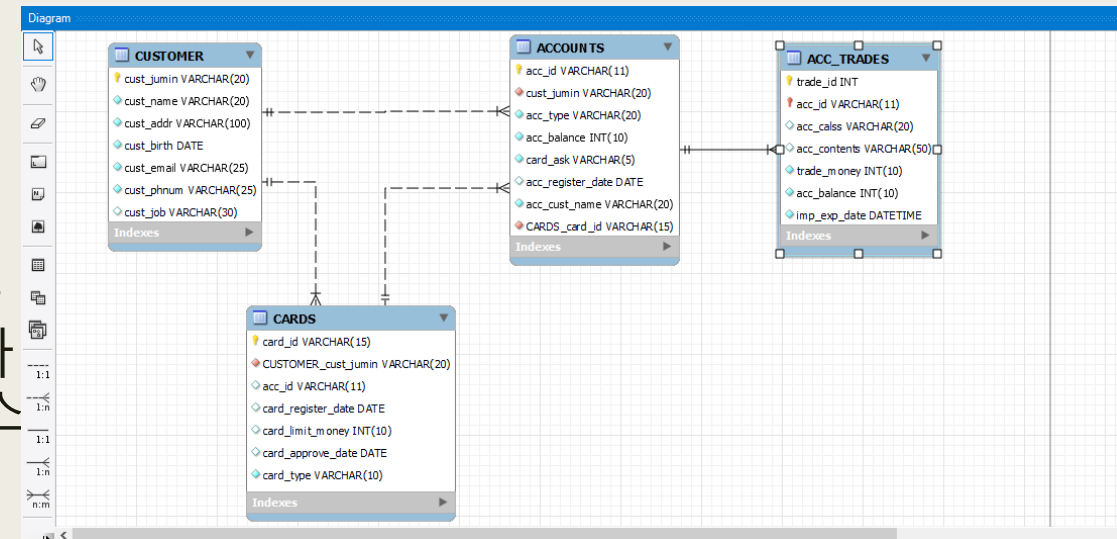 Diagram
CUSTOMER
cust_jumin VARCHAR(20)
cust_name VARCHAR(20)
cust_addr VARCHAR(100)
cust_birth DATE
cust_email VARCHAR(25)
cust_phnum VARCHAR(25)
cust_job VARCHAR(30)
Indexes
ACCOUNTS
acc_id VARCHAR(11)
cust_jumin VARCHAR(20)
acc_type VARCHAR(20)
acc_balance INT(10)
card_ask VARCHAR(5)
acc_register_date DATE
acc_cust_name VARCHAR(20)
CARDS_card_id VARCHAR(15)
Indexes
ACC_TRADES
trade_id INT
acc_id VARCHAR(11)
acc_calss VARCHAR(20)
acc_contents VARCHAR(50)
trade_money INT(10)
acc_balance INT(10)
imp_exp_date DATETIME
Indexes
CARDS
card_id VARCHAR(15)
CUSTOMER_cust_jumin VARCHAR(20)
acc_id VARCHAR(11)
card_register_date DATE
card_limit_money INT(10)
card_approve_date DATE
card_type VARCHAR(10)
Indexes
1:1
1:n
1:1
1:n
n:m